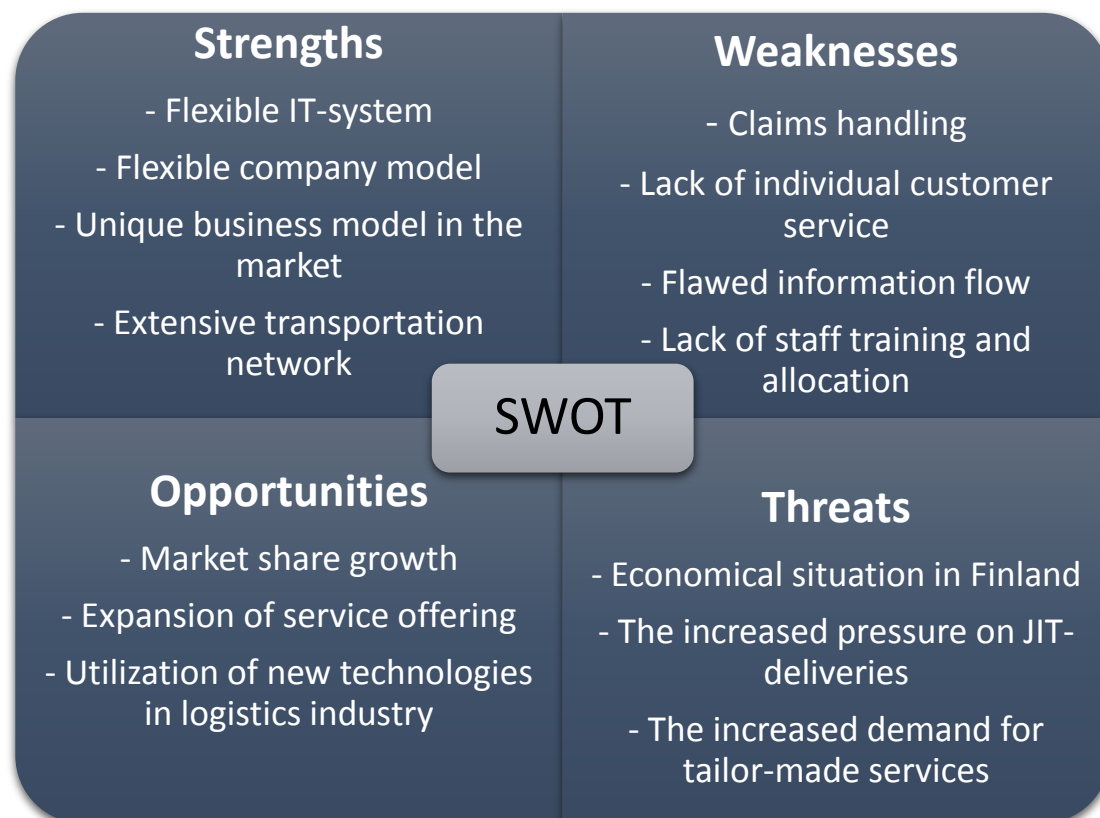 Strengths
- Flexible IT-system
- Flexible company model
- Unique business model in the
market
- Extensive transportation
network
Weaknesses
- Claims handling
- Lack of individual customer
service
- Flawed information flow
- Lack of staff training and
allocation
SWOT
Opportunities
- Market share growth
- Expansion of service offering
- Utilization of new technologies
in logistics industry
Threats
- Economical situation in Finland
- The increased pressure on JIT-
deliveries
- The increased demand for
tailor-made services